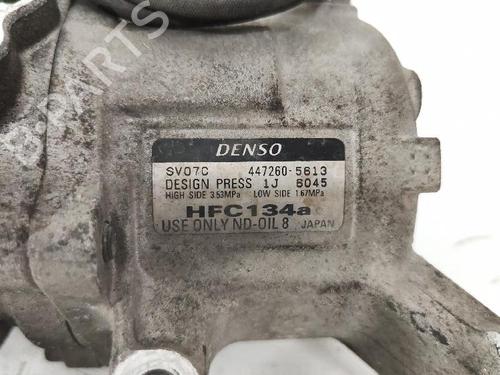 DENSO
SV07C 447260-5613
DESIGN PRESS 1J 6045
HIGH SIDE 3.53MPa LOW SIDE 1.67MPa
HFC134a
USE ONLY ND-OIL 8 JAPAN
B-PARTS